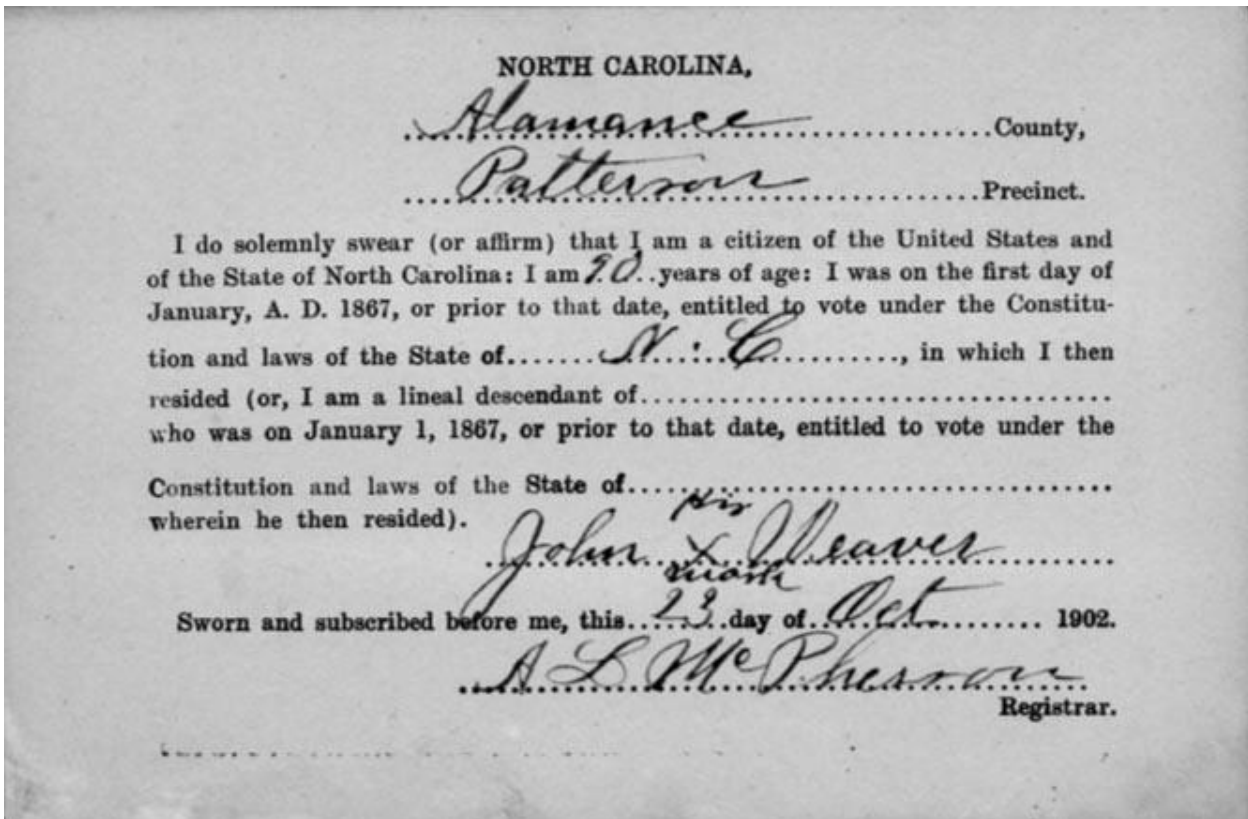 NORTH CAROLINA,
Alamance County,
Patterson Precinct.
I do solemnly swear (or affirm) that I am a citizen of the United States and
of the State of North Carolina: I am 90 years of age: I was on the first day of
January, A. D. 1867, or prior to that date, entitled to vote under the Constitu-
tion and laws of the State of N. C, in which I then
resided (or, I am a lineal descendant of
who was on January 1, 1867, or prior to that date, entitled to vote under the
Constitution and laws of the State of
his
wherein he then resided).
John X Weaver
mark
Sworn and subscribed before me, this 23 day of Oct 1902.
A L McPherson
Registrar.